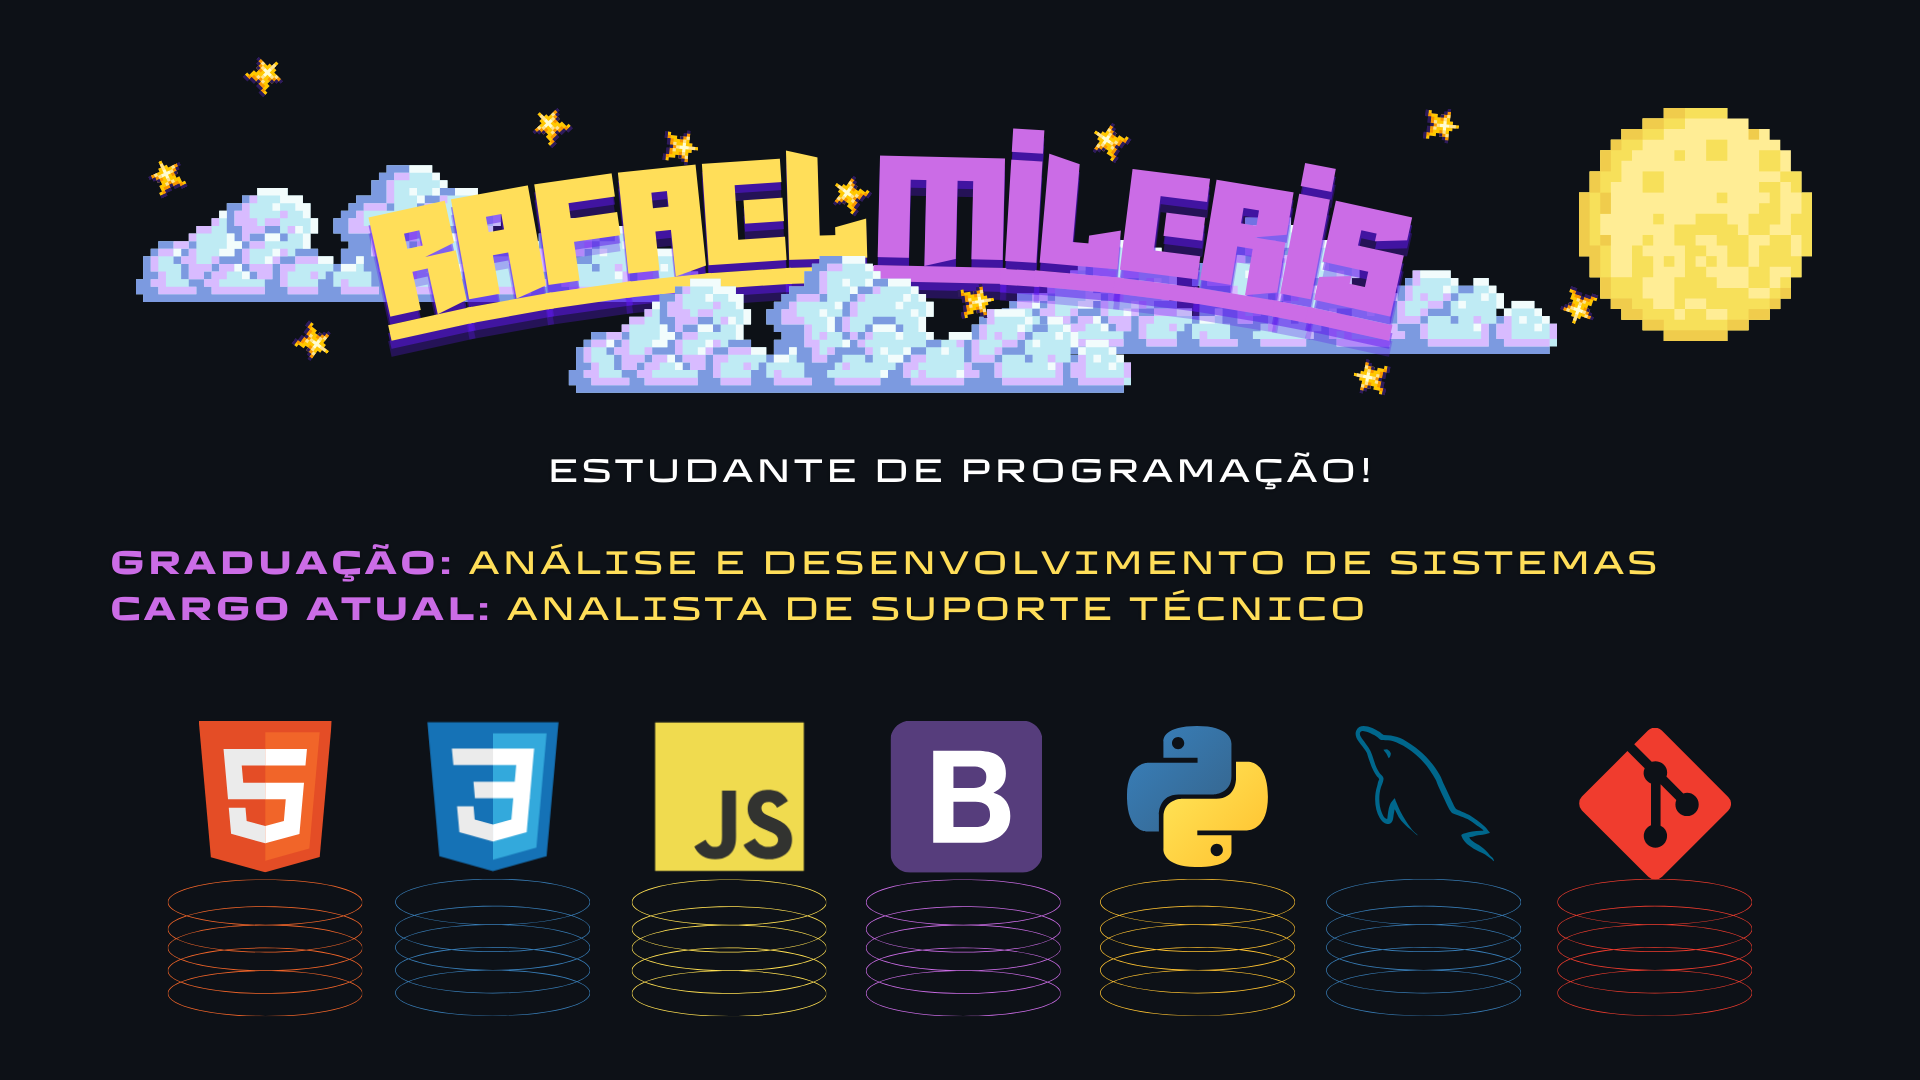 RAFAEL MILERIS
ESTUDANTE DE PROGRAMAÇÃO!
GRADUAÇÃO: ANÁLISE E DESENVOLVIMENTO DE SISTEMAS
CARGO ATUAL: ANALISTA DE SUPORTE TÉCNICO
5 3 JS B